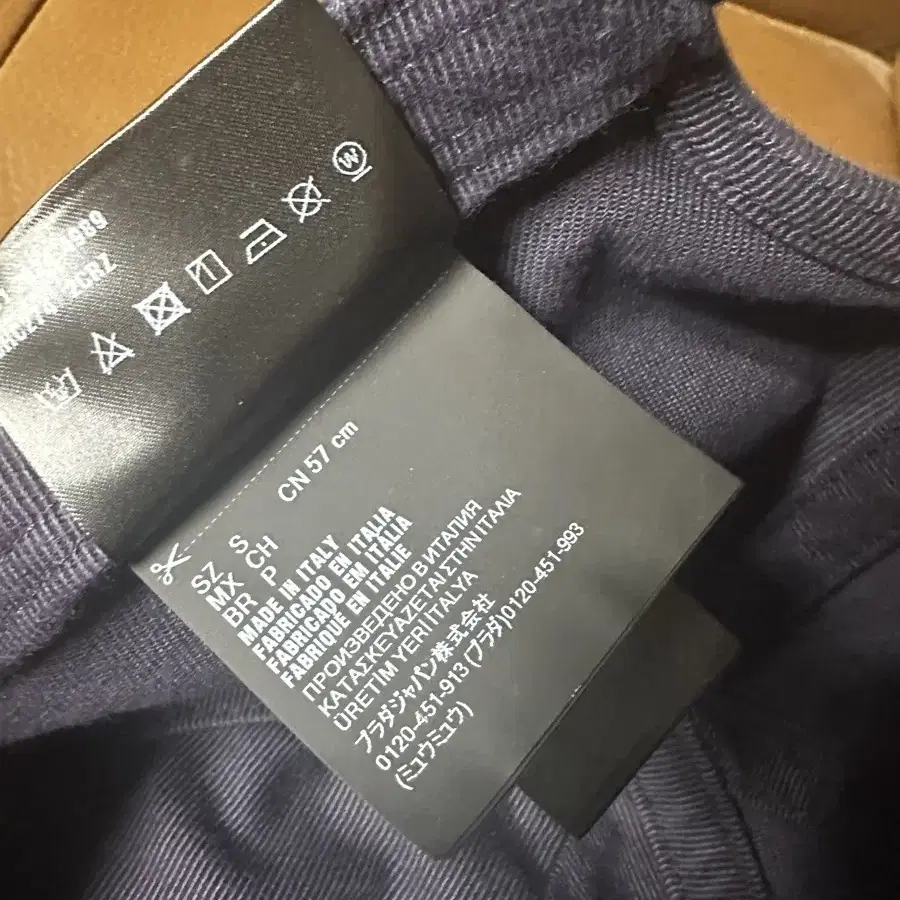 W
CN 57 cm
SZ S
MX CH
BR P
MADE IN ITALY
FABRICADO EN ITALIA
FABRICADO EM ITALIA
FABRIQUE EN ITALIE
ПРОИЗВЕДЕНО В ИТАЛИЯ
ΚΑΤΑΣΚΕΥΑΖΕΤΑΙ ΣΤΗΝ ΙΤΑΛΙΑ
ÜRETİM YERİ İTALYA
プラダジャパン株式会社
0120-451-913 (プラダ)0120-451-993
(ミュウミュウ)